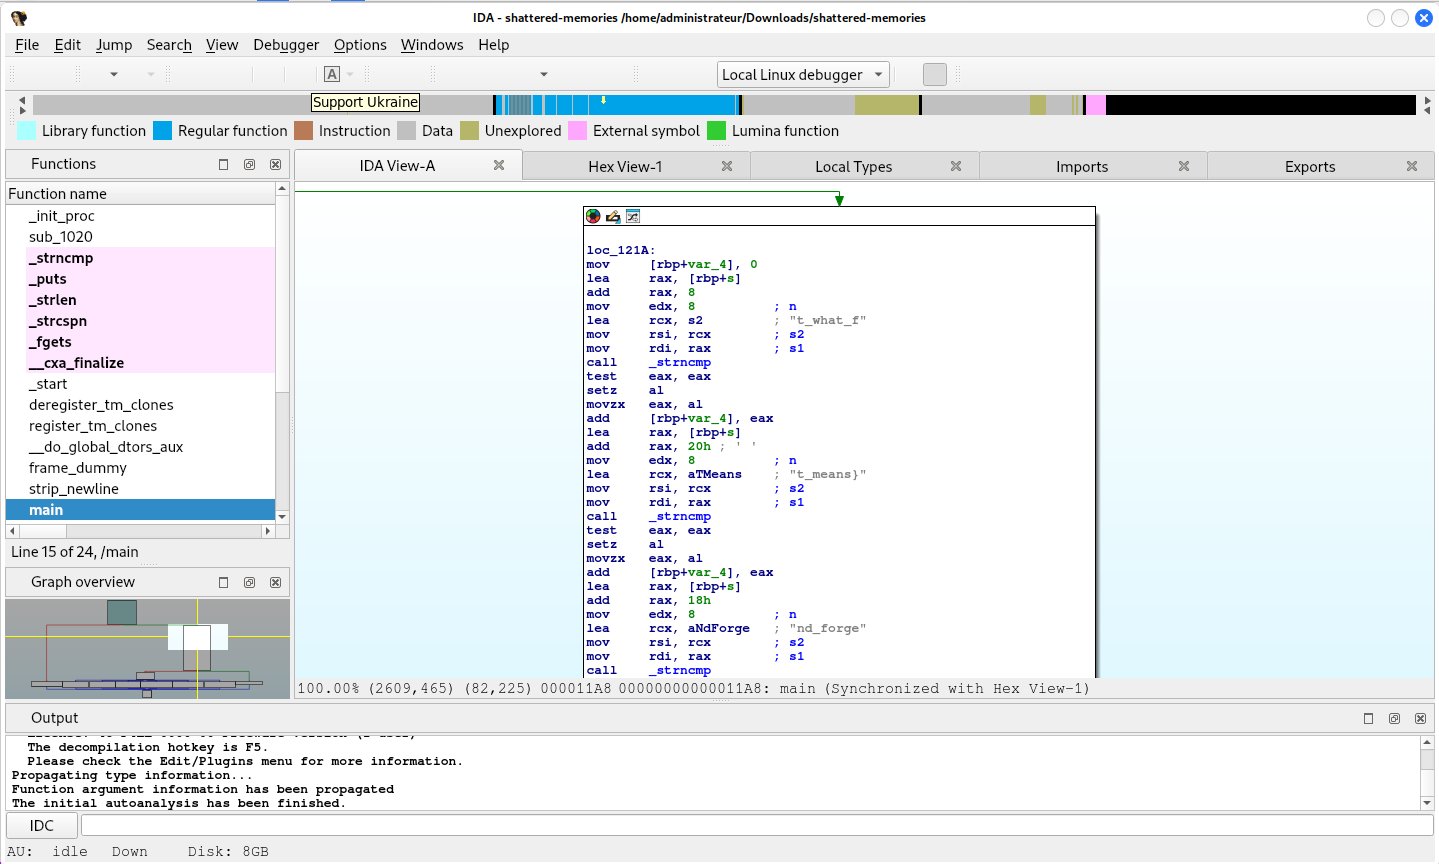 IDA - shattered-memories /home/administrateur/Downloads/shattered-memories
File Edit Jump Search View Debugger Options Windows Help
A Local Linux debugger
Support Ukraine
Library function Regular function Instruction Data Unexplored External symbol Lumina function
Functions
IDA View-A Hex View-1 Local Types Imports Exports
Function name
_init_proc
sub_1020
_strncmp
_puts
_strlen
_strcspn
_fgets
__cxa_finalize
_start
deregister_tm_clones
register_tm_clones
__do_global_dtors_aux
frame_dummy
strip_newline
main
Line 15 of 24, /main
Graph overview
loc_121A:
mov [rbp+var_4], 0
lea rax, [rbp+s]
add rax, 8
mov edx, 8 ; n
lea rcx, s2 ; "t_what_f"
mov rsi, rcx ; s2
mov rdi, rax ; s1
call _strncmp
test eax, eax
setz al
movzx eax, al
add [rbp+var_4], eax
lea rax, [rbp+s]
add rax, 20h ; ' '
mov edx, 8 ; n
lea rcx, aTMeans ; "t_means}"
mov rsi, rcx ; s2
mov rdi, rax ; s1
call _strncmp
test eax, eax
setz al
movzx eax, al
add [rbp+var_4], eax
lea rax, [rbp+s]
add rax, 18h
mov edx, 8 ; n
lea rcx, aNdForge ; "nd_forge"
mov rsi, rcx ; s2
mov rdi, rax ; s1
call _strncmp
100.00% (2609,465) (82,225) 000011A8 00000000000011A8: main (Synchronized with Hex View-1)
Output
The decompilation hotkey is F5.
Please check the Edit/Plugins menu for more information.
Propagating type information...
Function argument information has been propagated
The initial autoanalysis has been finished.
IDC
AU: idle Down Disk: 8GB